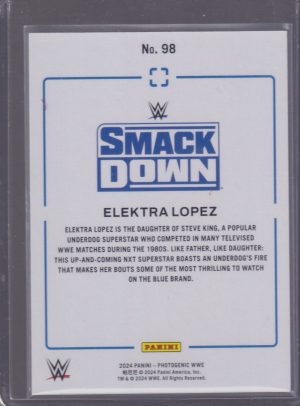 No. 98
W
SMACK
DOWN
ELEKTRA LOPEZ
ELEKTRA LOPEZ IS THE DAUGHTER OF STEVE KING, A POPULAR
UNDERDOG SUPERSTAR WHO COMPETED IN MANY TELEVISED
WWE MATCHES DURING THE 1980S. LIKE FATHER, LIKE DAUGHTER:
THIS UP-AND-COMING NXT SUPERSTAR BOASTS AN UNDERDOG'S FIRE
THAT MAKES HER BOUTS SOME OF THE MOST THRILLING TO WATCH
ON THE BLUE BRAND.
PANINI
2024 PANINI – PHOTOGENIC WWE
© 2024 Panini America, Inc.
TM & © 2024 WWE. All Rights Reserved.
W